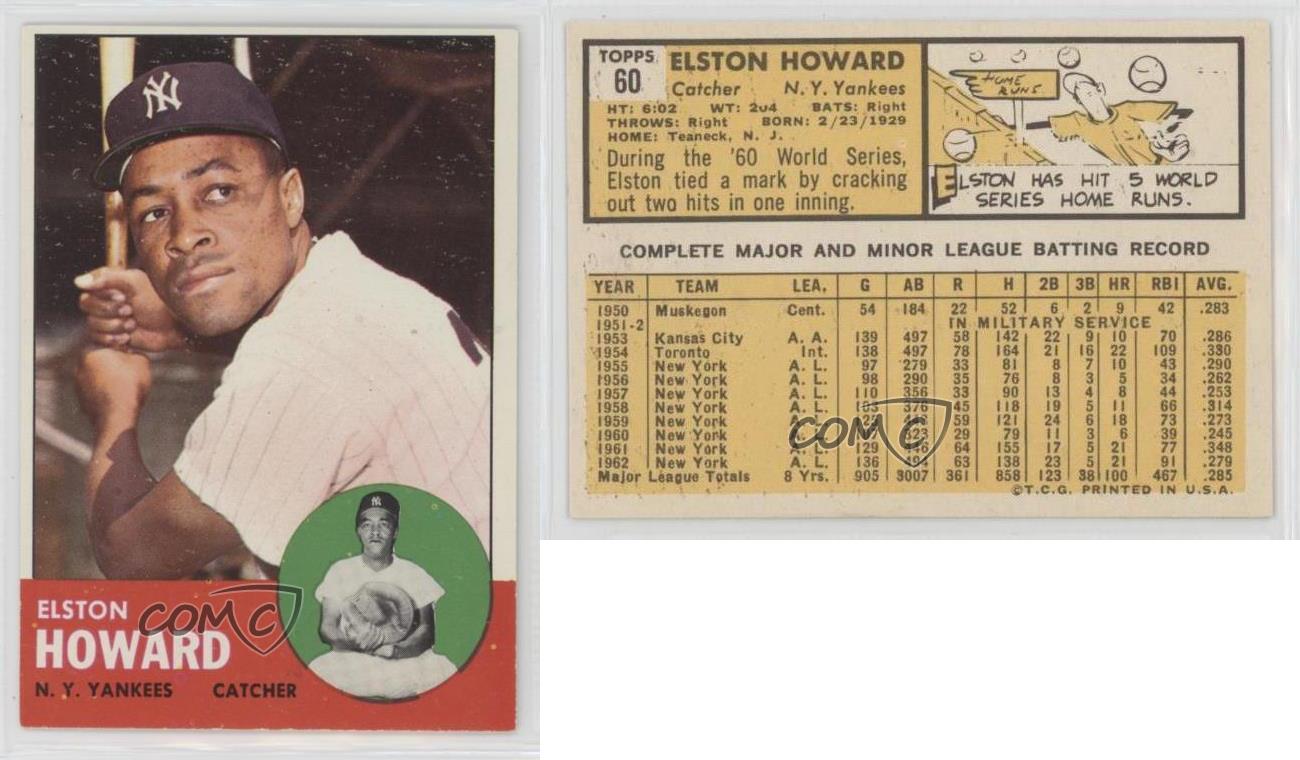 NY
NY
ELSTON
HOWARD
N. Y. YANKEES CATCHER
COMC
TOPPS
60
ELSTON HOWARD
Catcher N. Y. Yankees
HT: 6:02 WT: 204 BATS: Right
THROWS: Right BORN: 2/23/1929
HOME: Teaneck, N. J.
During the '60 World Series,
Elston tied a mark by cracking
out two hits in one inning.
HOME
RUNS
ELSTON HAS HIT 5 WORLD
SERIES HOME RUNS.
COMPLETE MAJOR AND MINOR LEAGUE BATTING RECORD
YEAR TEAM LEA. G AB R H 2B 3B HR RBI AVG.
1950 Muskegon Cent. 54 184 22 52 6 2 9 42 .283
1951-2 IN MILITARY SERVICE
1953 Kansas City A. A. 139 497 58 142 22 9 10 70 .286
1954 Toronto Int. 138 497 78 164 21 16 22 109 .330
1955 New York A. L. 97 279 33 81 8 7 10 43 .290
1956 New York A. L. 98 290 35 76 8 3 5 34 .262
1957 New York A. L. 110 356 33 90 13 4 8 44 .253
1958 New York A. L. 103 376 45 118 19 5 11 66 .314
1959 New York A. L. 59 121 24 6 18 73 .273
1960 New York A. L. 323 29 79 11 3 6 39 .245
1961 New York A. L. 129 446 64 155 17 5 21 77 .348
1962 New York A. L. 136 494 63 138 23 5 21 91 .279
Major League Totals 8 Yrs. 905 3007 361 858 123 38 100 467 .285
©T.C.G. PRINTED IN U.S.A.
COMC